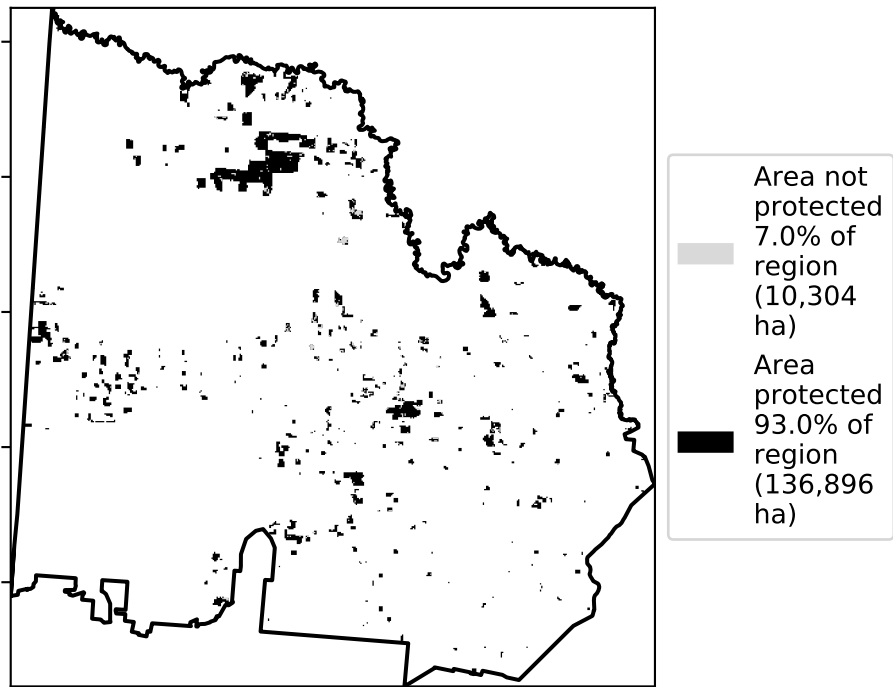 Area not
protected
7.0% of
region
(10,304
ha)
Area
protected
93.0% of
region
(136,896
ha)